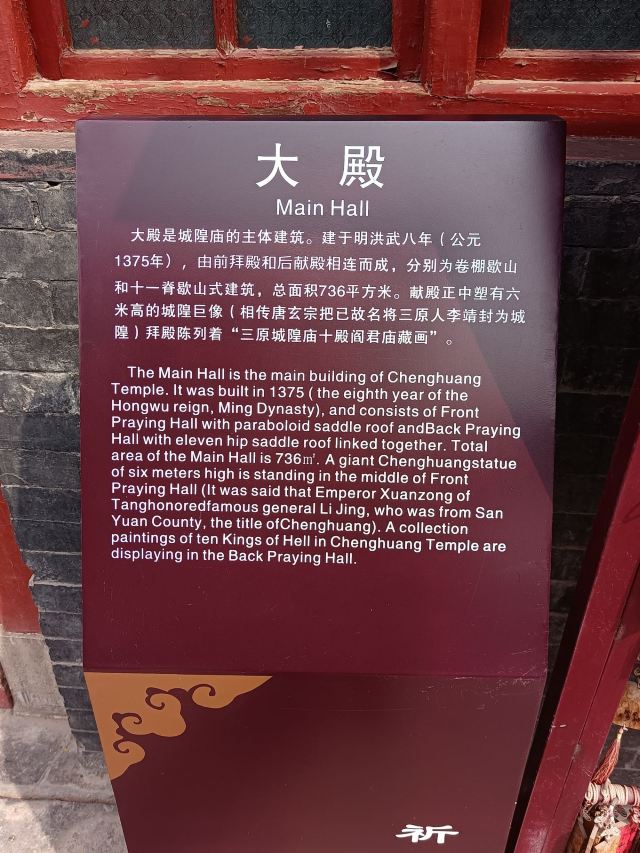 大 殿
Main Hall
大殿是城隍庙的主体建筑。建于明洪武八年（公元
1375年），由前拜殿和后献殿相连而成，分别为卷棚歇山
和十一脊歇山式建筑，总面积736平方米。献殿正中塑有六
米高的城隍巨像（相传唐玄宗把已故名将三原人李靖封为城
隍）拜殿陈列着“三原城隍庙十殿阎君庙藏画”。
The Main Hall is the main building of Chenghuang
Temple. It was built in 1375 ( the eighth year of the
Hongwu reign, Ming Dynasty), and consists of Front
Praying Hall with paraboloid saddle roof andBack Praying
Hall with eleven hip saddle roof linked together. Total
area of the Main Hall is 736㎡. A giant Chenghuangstatue
of six meters high is standing in the middle of Front
Praying Hall (It was said that Emperor Xuanzong of
Tanghonoredfamous general Li Jing, who was from San
Yuan County, the title ofChenghuang). A collection
paintings of ten Kings of Hell in Chenghuang Temple are
displaying in the Back Praying Hall.
祈